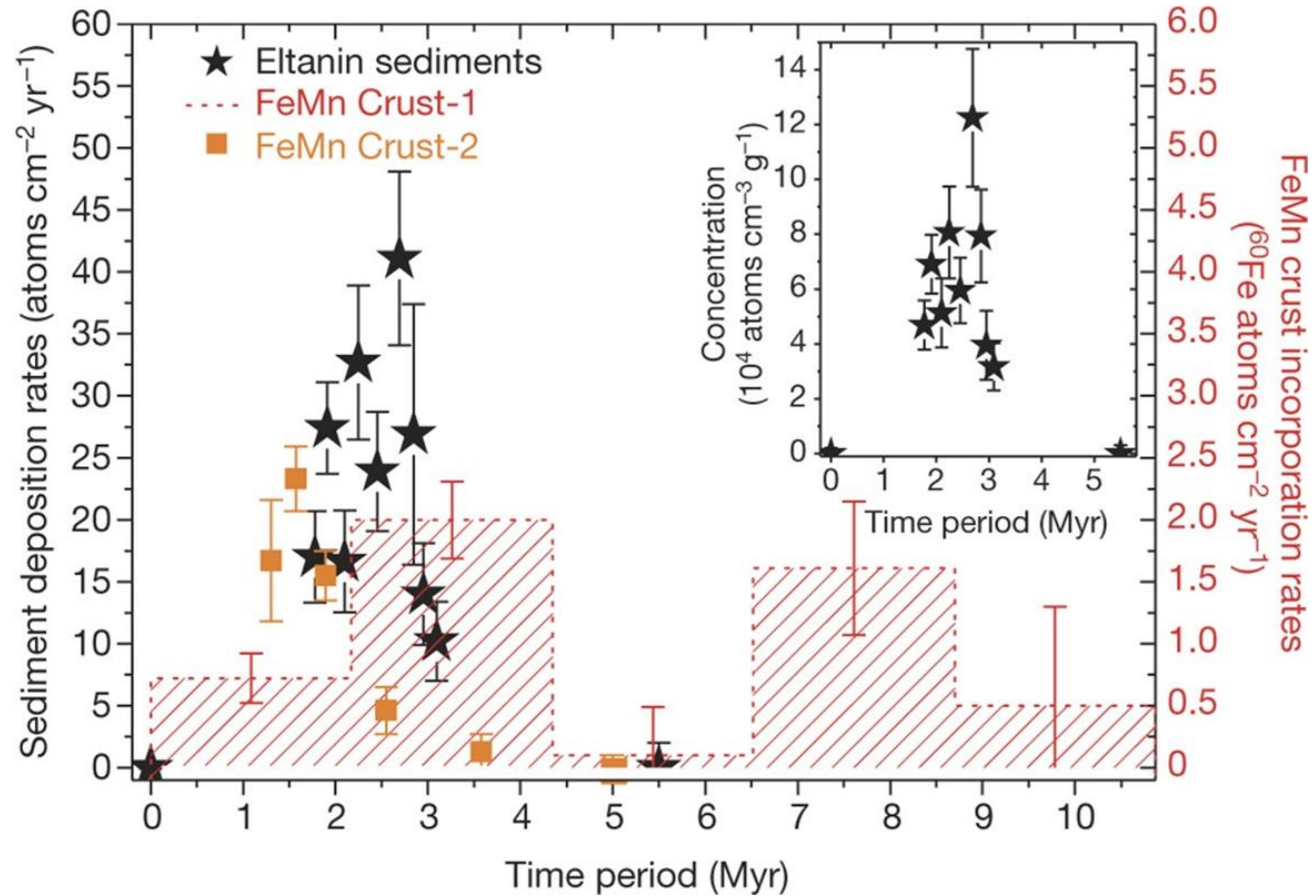 60
55
50
45
40
35
30
25
20
15
10
5
0
Sediment deposition rates (atoms cm⁻² yr⁻¹)
Eltanin sediments
FeMn Crust-1
FeMn Crust-2
14
12
10
8
6
4
2
0
Concentration
(10⁴ atoms cm⁻³ g⁻¹)
0 1 2 3 4 5
Time period (Myr)
6.0
5.5
5.0
4.5
4.0
3.5
3.0
2.5
2.0
1.5
1.0
0.5
0
FeMn crust incorporation rates
(⁶⁰Fe atoms cm⁻² yr⁻¹)
0 1 2 3 4 5 6 7 8 9 10
Time period (Myr)